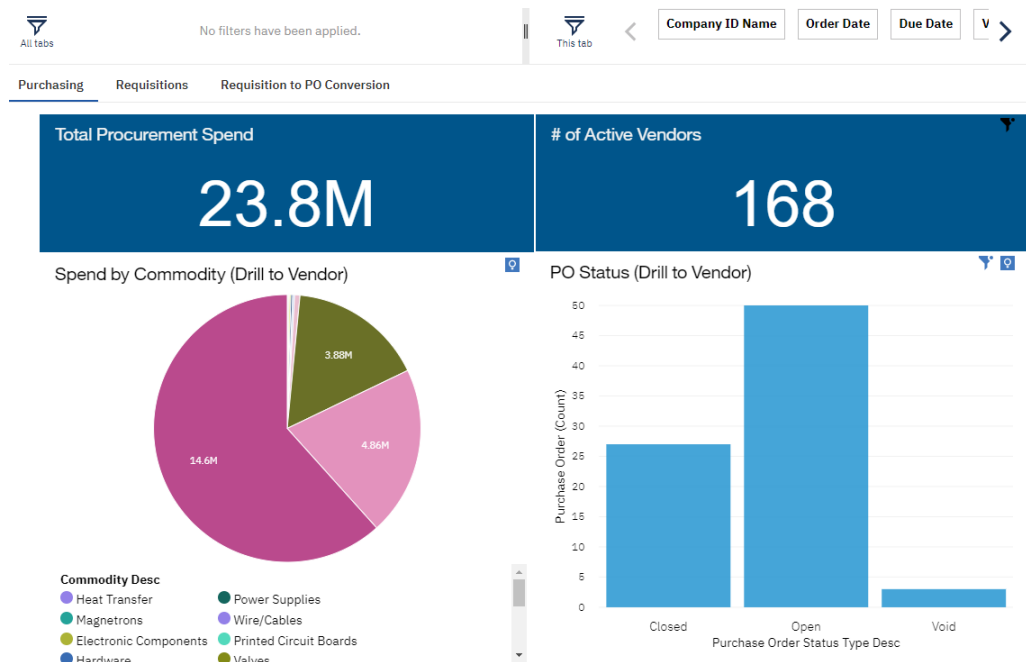 All tabs
No filters have been applied.
This tab
Company ID Name
Order Date
Due Date
V
Purchasing
Requisitions
Requisition to PO Conversion
Total Procurement Spend
23.8M
# of Active Vendors
168
Spend by Commodity (Drill to Vendor)
3.88M
4.86M
14.6M
Commodity Desc
Heat Transfer
Power Supplies
Magnetrons
Wire/Cables
Electronic Components
Printed Circuit Boards
Hardware
Valves
PO Status (Drill to Vendor)
Purchase Order (Count)
50
45
40
35
30
25
20
15
10
5
0
Closed
Open
Void
Purchase Order Status Type Desc